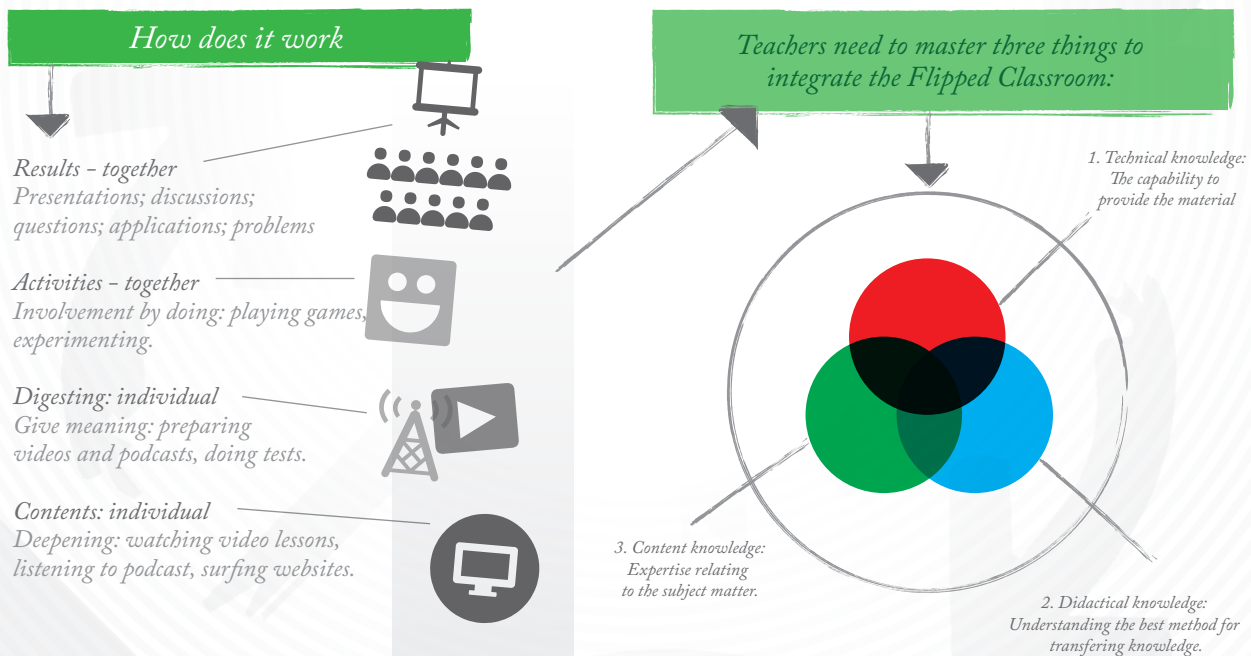 How does it work
Results - together
Presentations; discussions;
questions; applications; problems
Activities - together
Involvement by doing: playing games,
experimenting.
Digesting: individual
Give meaning: preparing
videos and podcasts, doing tests.
Contents: individual
Deepening: watching video lessons,
listening to podcast, surfing websites.
Teachers need to master three things to
integrate the Flipped Classroom:
1. Technical knowledge:
The capability to
provide the material
3. Content knowledge:
Expertise relating
to the subject matter.
2. Didactical knowledge:
Understanding the best method for
transfering knowledge.